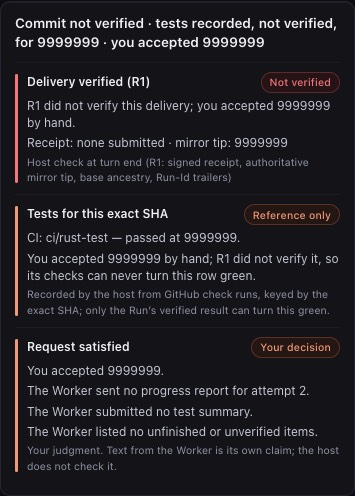 Commit not verified · tests recorded, not verified,
for 9999999 · you accepted 9999999
Delivery verified (R1)
Not verified
R1 did not verify this delivery; you accepted 9999999
by hand.
Receipt: none submitted · mirror tip: 9999999
Host check at turn end (R1: signed receipt, authoritative
mirror tip, base ancestry, Run-Id trailers)
Tests for this exact SHA
Reference only
CI: ci/rust-test — passed at 9999999.
You accepted 9999999 by hand; R1 did not verify it, so
its checks can never turn this row green.
Recorded by the host from GitHub check runs, keyed by the
exact SHA; only the Run's verified result can turn this green.
Request satisfied
Your decision
You accepted 9999999.
The Worker sent no progress report for attempt 2.
The Worker submitted no test summary.
The Worker listed no unfinished or unverified items.
Your judgment. Text from the Worker is its own claim; the host
does not check it.